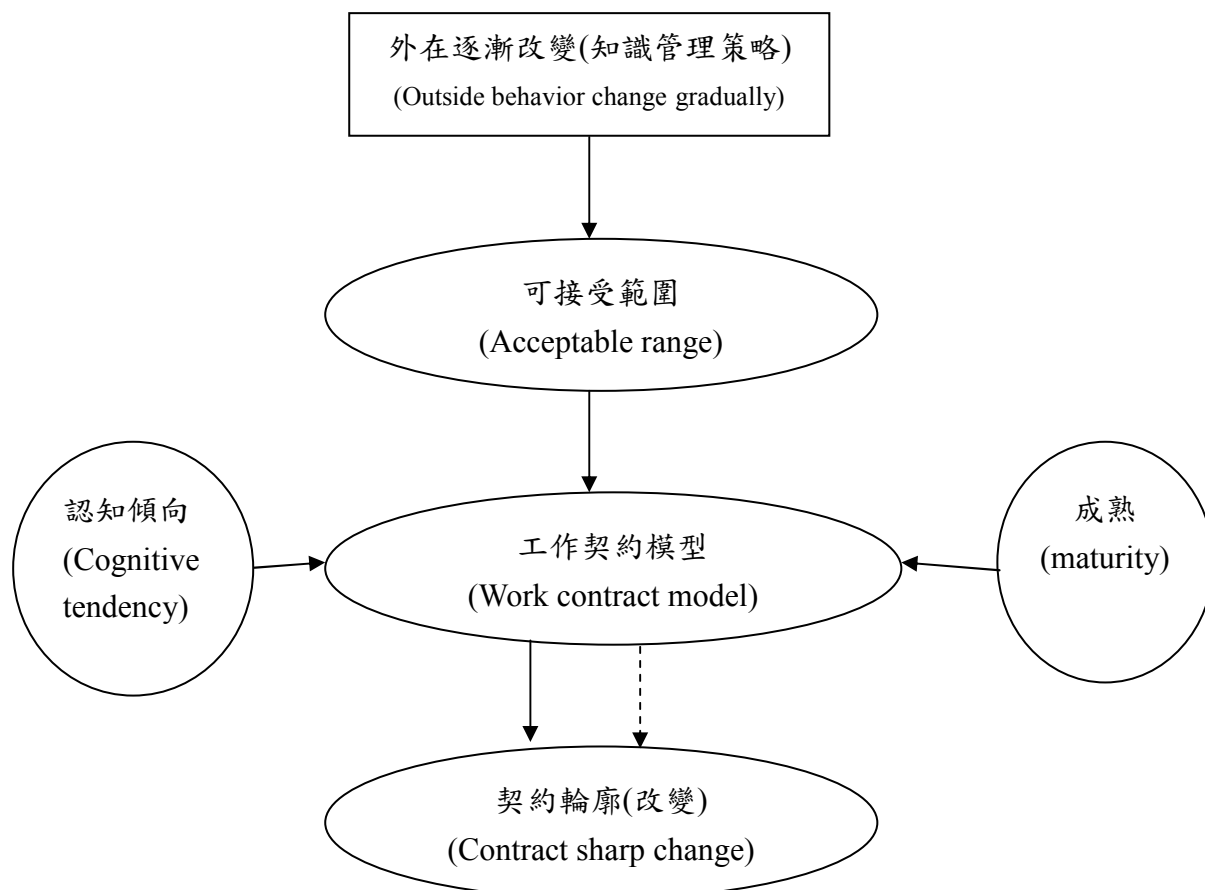 外在逐漸改變(知識管理策略)
(Outside behavior change gradually)
可接受範圍
(Acceptable range)
認知傾向
(Cognitive
tendency)
工作契約模型
(Work contract model)
成熟
(maturity)
契約輪廓(改變)
(Contract sharp change)